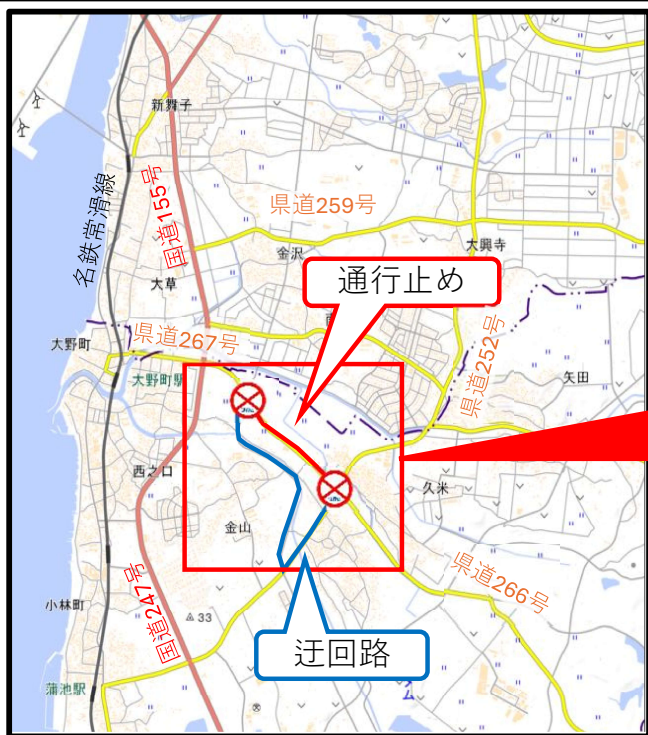 新舞子
名鉄常滑線
国道155号
県道259号
大興寺
金沢
通行止め
大草
県道267号
大野町
県道252号
矢田
大野町駅
西之口
久米
金山
県道266号
国道247号
小林町
33
迂回路
蒲池駅